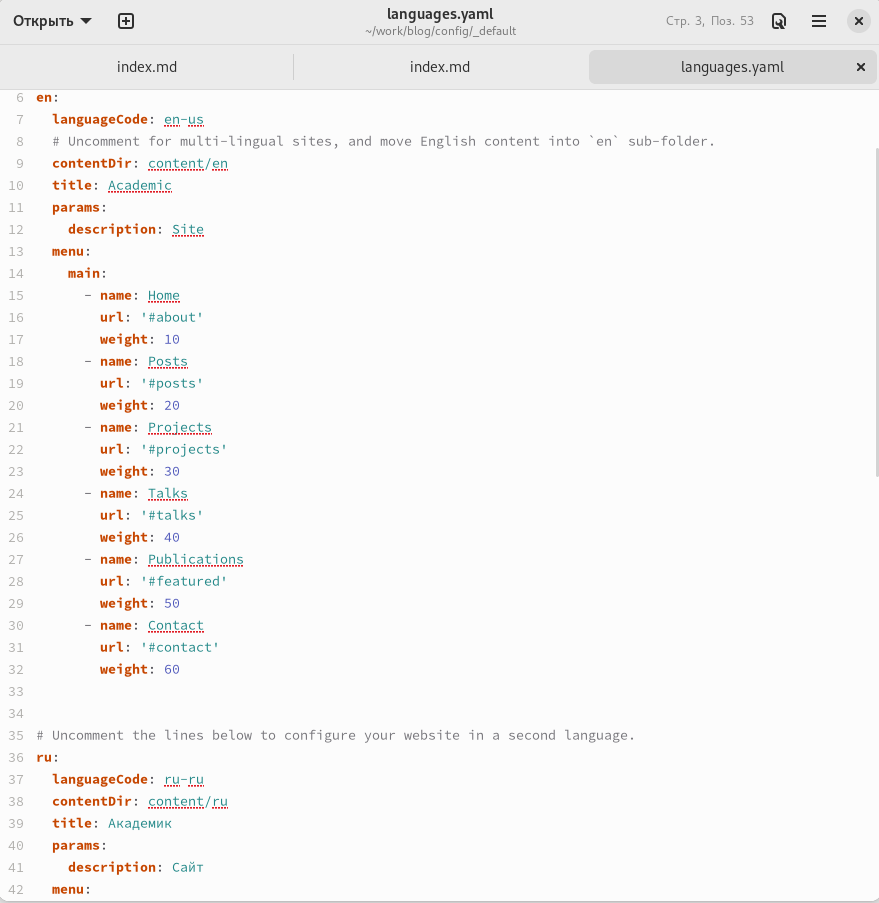 Открыть
languages.yaml
~/work/blog/config/_default
Стр. 3, Поз. 53
index.md
index.md
languages.yaml
6 en:
7   languageCode: en-us
8   # Uncomment for multi-lingual sites, and move English content into `en` sub-folder.
9   contentDir: content/en
10   title: Academic
11   params:
12     description: Site
13   menu:
14     main:
15       - name: Home
16         url: '#about'
17         weight: 10
18       - name: Posts
19         url: '#posts'
20         weight: 20
21       - name: Projects
22         url: '#projects'
23         weight: 30
24       - name: Talks
25         url: '#talks'
26         weight: 40
27       - name: Publications
28         url: '#featured'
29         weight: 50
30       - name: Contact
31         url: '#contact'
32         weight: 60
33
34
35 # Uncomment the lines below to configure your website in a second language.
36 ru:
37   languageCode: ru-ru
38   contentDir: content/ru
39   title: Академик
40   params:
41     description: Сайт
42   menu: